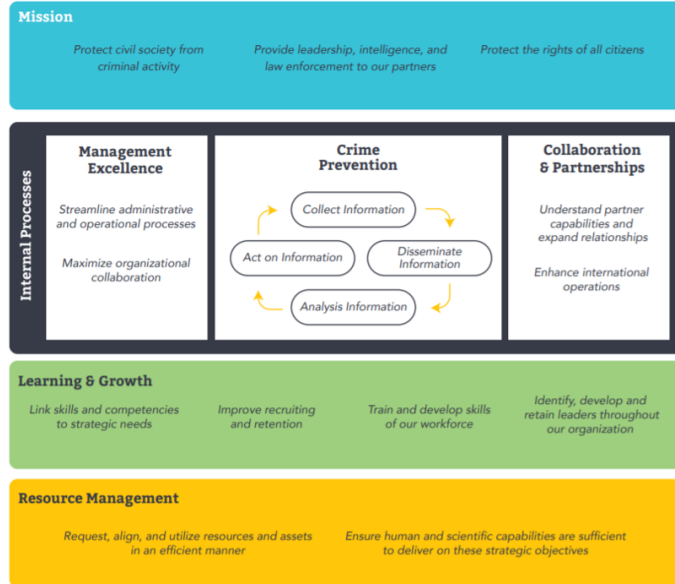 Mission
Protect civil society from
criminal activity
Provide leadership, intelligence, and
law enforcement to our partners
Protect the rights of all citizens
Internal Processes
Management
Excellence
Streamline administrative
and operational processes
Maximize organizational
collaboration
Crime
Prevention
Collect Information
Act on Information
Disseminate
Information
Analysis Information
Collaboration
& Partnerships
Understand partner
capabilities and
expand relationships
Enhance international
operations
Learning & Growth
Link skills and competencies
to strategic needs
Improve recruiting
and retention
Train and develop skills
of our workforce
Identify, develop and
retain leaders throughout
our organization
Resource Management
Request, align, and utilize resources and assets
in an efficient manner
Ensure human and scientific capabilities are sufficient
to deliver on these strategic objectives